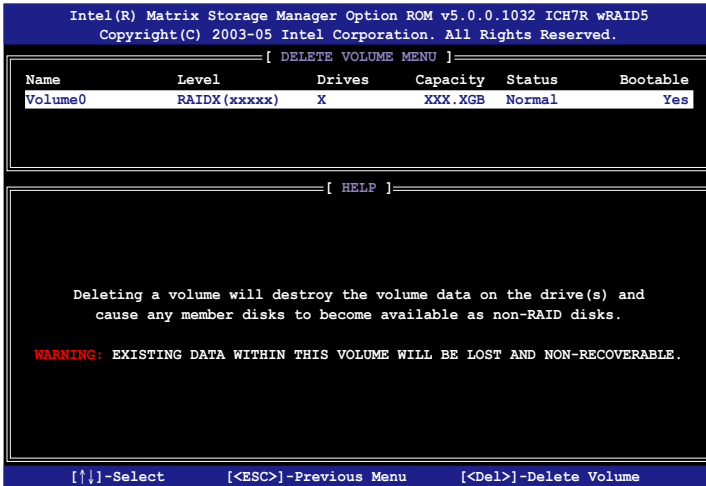 Intel(R) Matrix Storage Manager Option ROM v5.0.0.1032 ICH7R wRAID5
Copyright(C) 2003-05 Intel Corporation. All Rights Reserved.
[ DELETE VOLUME MENU ]
Name Level Drives Capacity Status Bootable
Volume0 RAIDX(xxxxx) X XXX.XGB Normal Yes
[ HELP ]
Deleting a volume will destroy the volume data on the drive(s) and
cause any member disks to become available as non-RAID disks.
WARNING: EXISTING DATA WITHIN THIS VOLUME WILL BE LOST AND NON-RECOVERABLE.
[↑↓]-Select [<ESC>]-Previous Menu [<Del>]-Delete Volume